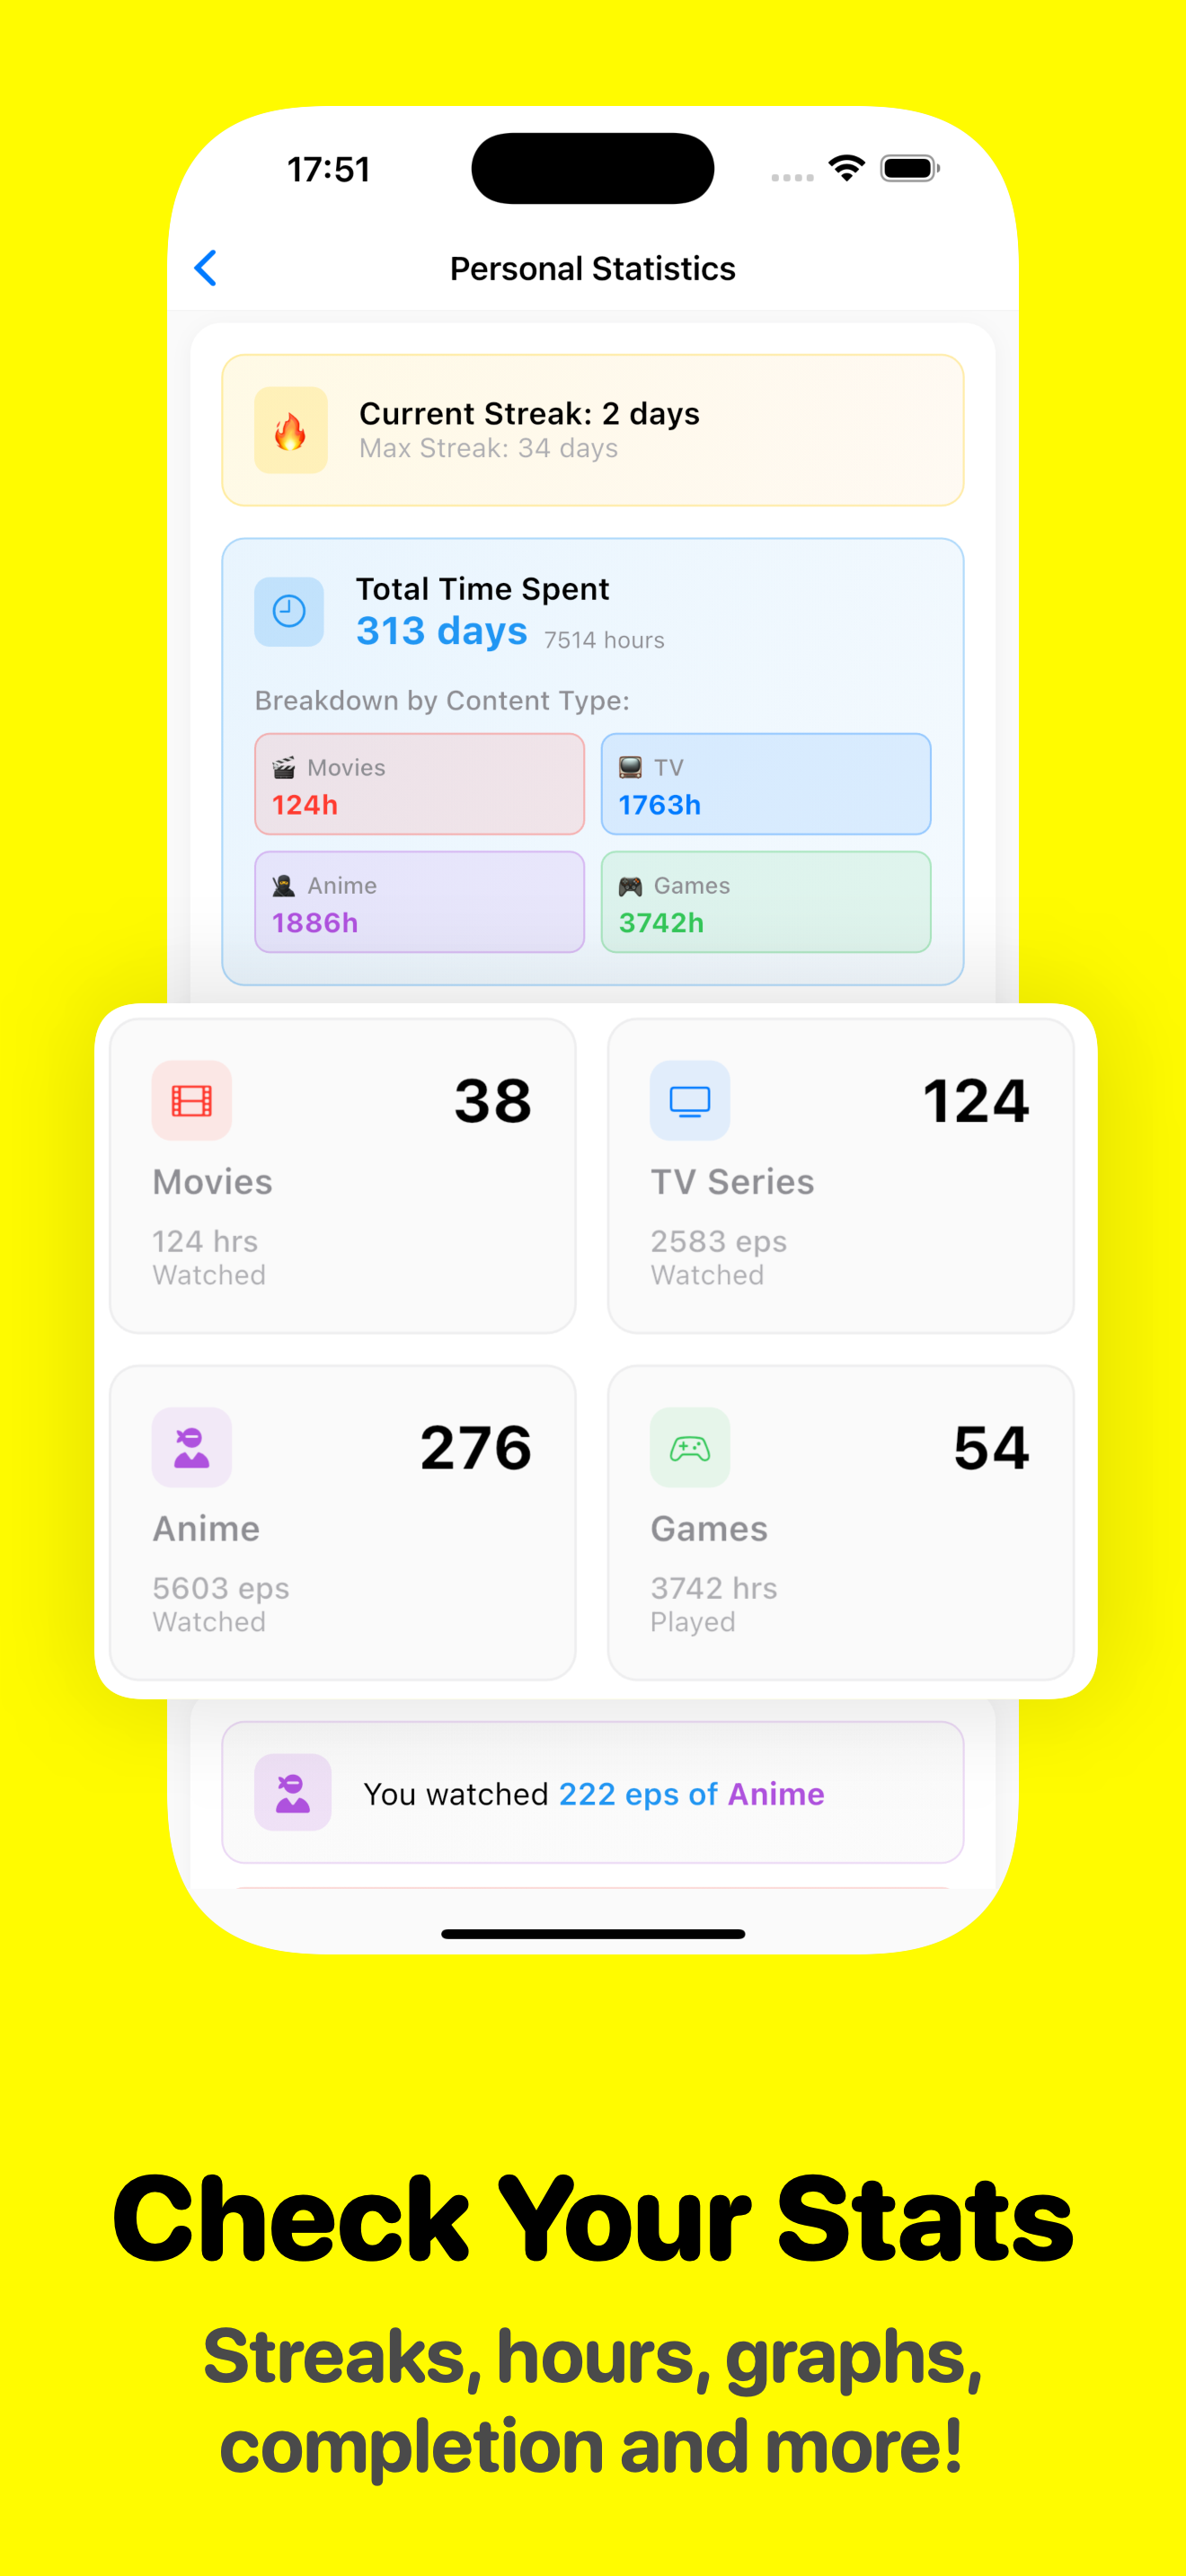 17:51
Personal Statistics
Current Streak: 2 days
Max Streak: 34 days
Total Time Spent
313 days 7514 hours
Breakdown by Content Type:
Movies
124h
TV
1763h
Anime
1886h
Games
3742h
38
Movies
124 hrs
Watched
124
TV Series
2583 eps
Watched
276
Anime
5603 eps
Watched
54
Games
3742 hrs
Played
You watched 222 eps of Anime
Check Your Stats
Streaks, hours, graphs,
completion and more!